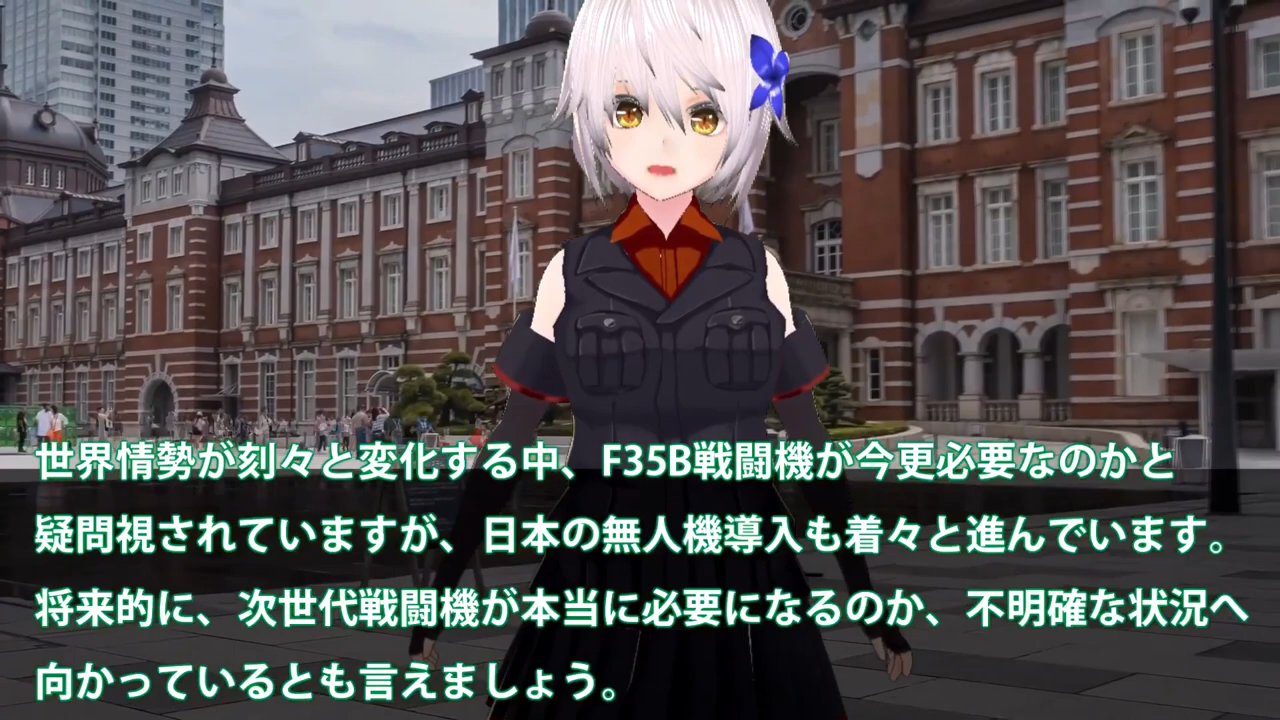 世界情勢が刻々と変化する中、F35B戦闘機が今更必要なのかと
疑問視されていますが、日本の無人機導入も着々と進んでいます。
将来的に、次世代戦闘機が本当に必要になるのか、不明確な状況へ
向かっているとも言えましょう。